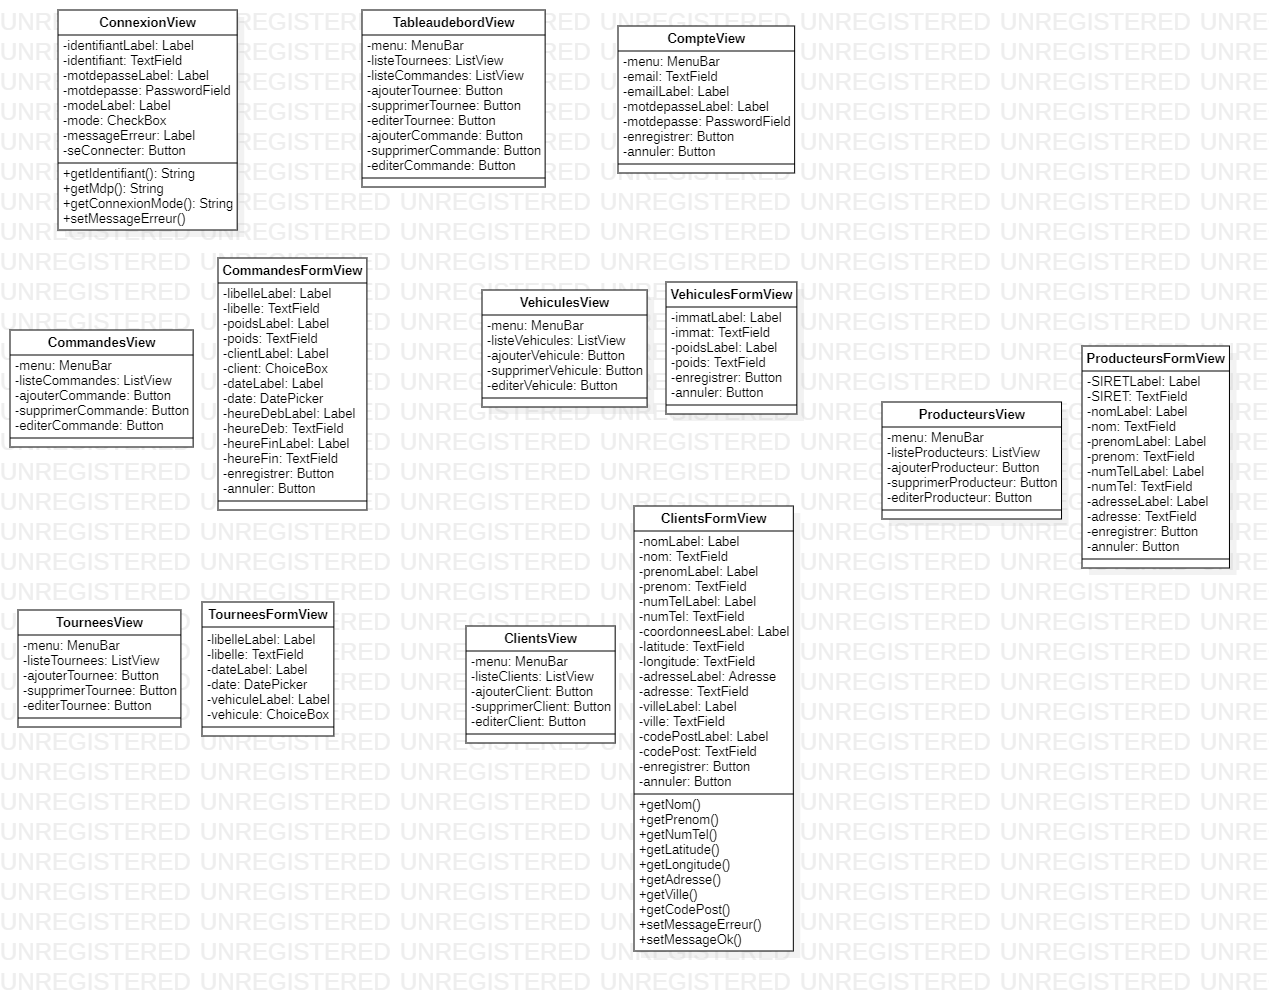 ConnexionView
-identifiantLabel: Label
-identifiant: TextField
-motdepasseLabel: Label
-motdepasse: PasswordField
-modeLabel: Label
-mode: CheckBox
-messageErreur: Label
-seConnecter: Button
+getIdentifiant(): String
+getMdp(): String
+getConnexionMode(): String
+setMessageErreur()
TableaudebordView
-menu: MenuBar
-listeTournees: ListView
-listeCommandes: ListView
-ajouterTournee: Button
-supprimerTournee: Button
-editerTournee: Button
-ajouterCommande: Button
-supprimerCommande: Button
-editerCommande: Button
CompteView
-menu: MenuBar
-email: TextField
-emailLabel: Label
-motdepasseLabel: Label
-motdepasse: PasswordField
-enregistrer: Button
-annuler: Button
CommandesView
-menu: MenuBar
-listeCommandes: ListView
-ajouterCommande: Button
-supprimerCommande: Button
-editerCommande: Button
CommandesFormView
-libelleLabel: Label
-libelle: TextField
-poidsLabel: Label
-poids: TextField
-clientLabel: Label
-client: ChoiceBox
-dateLabel: Label
-date: DatePicker
-heureDebLabel: Label
-heureDeb: TextField
-heureFinLabel: Label
-heureFin: TextField
-enregistrer: Button
-annuler: Button
VehiculesView
-menu: MenuBar
-listeVehicules: ListView
-ajouterVehicule: Button
-supprimerVehicule: Button
-editerVehicule: Button
VehiculesFormView
-immatLabel: Label
-immat: TextField
-poidsLabel: Label
-poids: TextField
-enregistrer: Button
-annuler: Button
ProducteursView
-menu: MenuBar
-listeProducteurs: ListView
-ajouterProducteur: Button
-supprimerProducteur: Button
-editerProducteur: Button
ProducteursFormView
-SIRETLabel: Label
-SIRET: TextField
-nomLabel: Label
-nom: TextField
-prenomLabel: Label
-prenom: TextField
-numTelLabel: Label
-numTel: TextField
-adresseLabel: Label
-adresse: TextField
-enregistrer: Button
-annuler: Button
TourneesView
-menu: MenuBar
-listeTournees: ListView
-ajouterTournee: Button
-supprimerTournee: Button
-editerTournee: Button
TourneesFormView
-libelleLabel: Label
-libelle: TextField
-dateLabel: Label
-date: DatePicker
-vehiculeLabel: Label
-vehicule: ChoiceBox
ClientsView
-menu: MenuBar
-listeClients: ListView
-ajouterClient: Button
-supprimerClient: Button
-editerClient: Button
ClientsFormView
-nomLabel: Label
-nom: TextField
-prenomLabel: Label
-prenom: TextField
-numTelLabel: Label
-numTel: TextField
-coordonneesLabel: Label
-latitude: TextField
-longitude: TextField
-adresseLabel: Adresse
-adresse: TextField
-villeLabel: Label
-ville: TextField
-codePostLabel: Label
-codePost: TextField
-enregistrer: Button
-annuler: Button
+getNom()
+getPrenom()
+getNumTel()
+getLatitude()
+getLongitude()
+getAdresse()
+getVille()
+getCodePost()
+setMessageErreur()
+setMessageOk()
UNREGISTERED